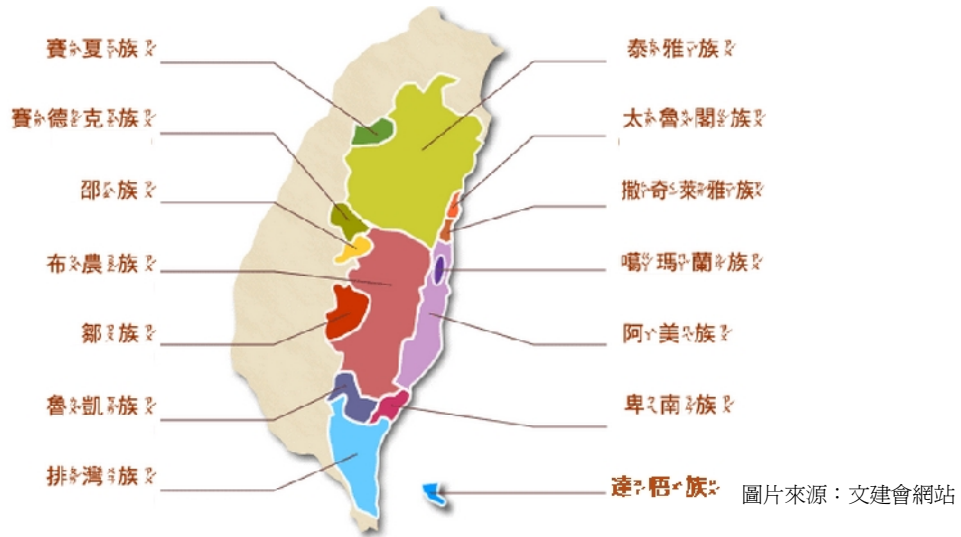 賽夏族
賽德克族
邵族
布農族
鄒族
魯凱族
排灣族
泰雅族
太魯閣族
撒奇萊雅族
噶瑪蘭族
阿美族
卑南族
達悟族
圖片來源：文建會網站